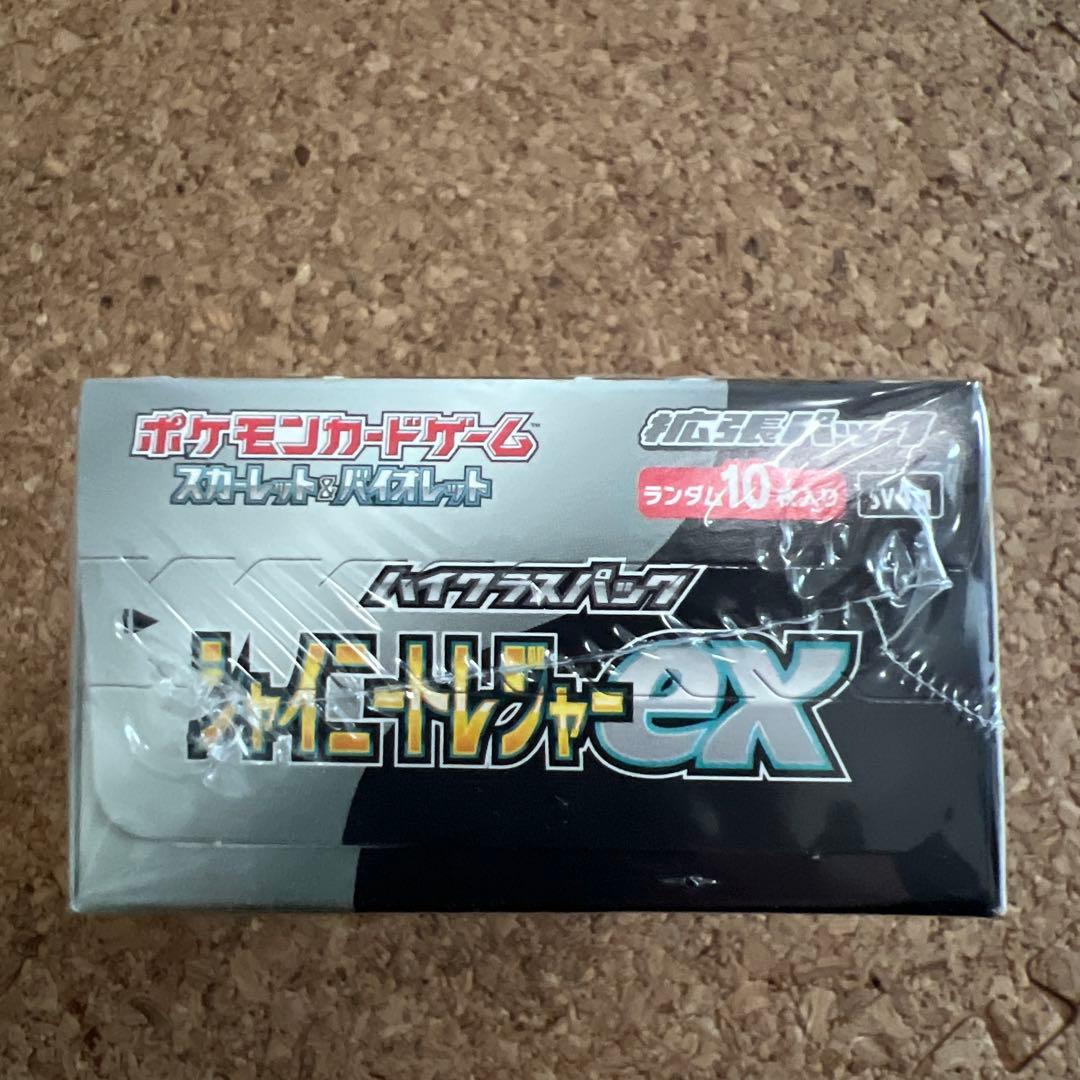 ポケモンカードゲーム™
スカーレット&バイオレット
拡張パック
ランダム10枚入り
ハイクラスパック
シャイニートレジャーex